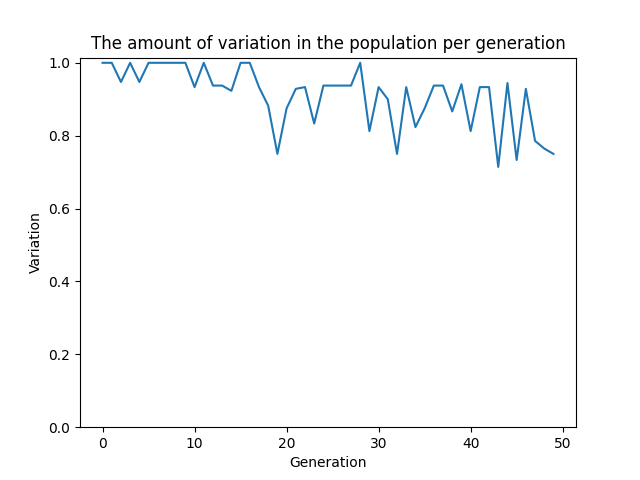 The amount of variation in the population per generation
1.0
0.8
0.6
0.4
0.2
0.0
Variation
0 10 20 30 40 50
Generation